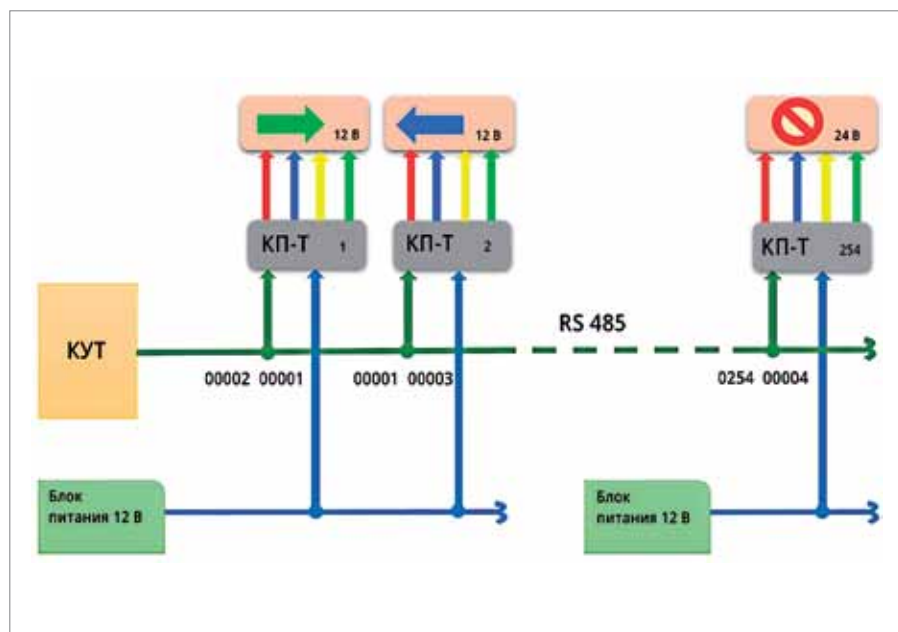 12 В
12 В
24 В
КП-Т 1
КП-Т 2
КП-Т 254
КУТ
RS 485
00002 00001
00001 00003
0254 00004
Блок
питания 12 В
Блок
питания 12 В